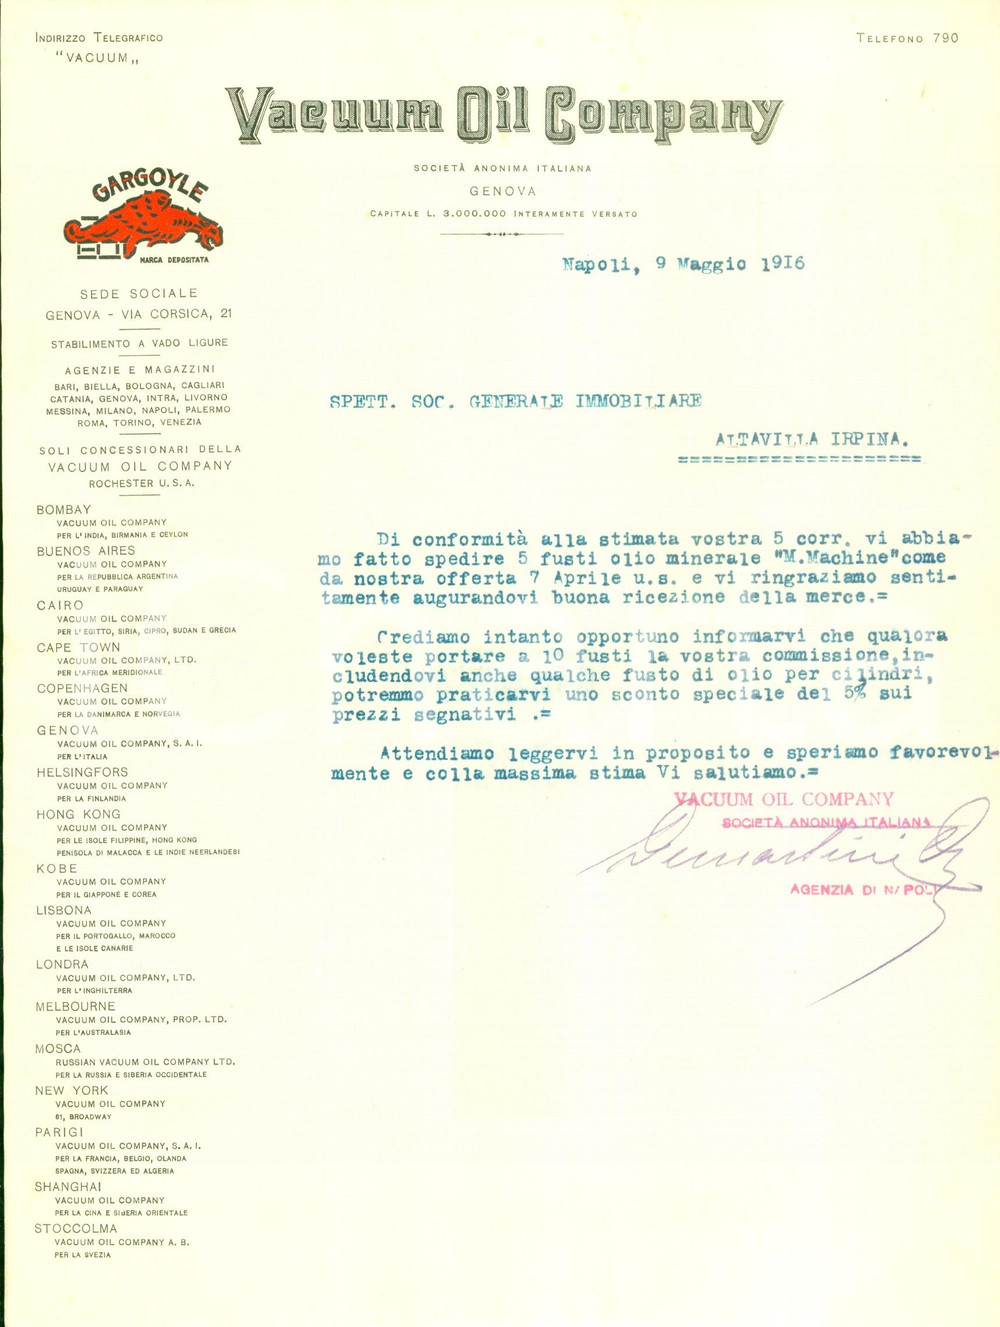 INDIRIZZO TELEGRAFICO
"VACUUM„
TELEFONO 790
Vacuum Oil Company
SOCIETÀ ANONIMA ITALIANA
GENOVA
CAPITALE L. 3.000.000 INTERAMENTE VERSATO
GARGOYLE
MARCA DEPOSITATA
SEDE SOCIALE
GENOVA - VIA CORSICA, 21
STABILIMENTO A VADO LIGURE
AGENZIE E MAGAZZINI
BARI, BIELLA, BOLOGNA, CAGLIARI
CATANIA, GENOVA, INTRA, LIVORNO
MESSINA, MILANO, NAPOLI, PALERMO
ROMA, TORINO, VENEZIA
SOLI CONCESSIONARI DELLA
VACUUM OIL COMPANY
ROCHESTER U.S.A.
BOMBAY
VACUUM OIL COMPANY
PER L'INDIA, BIRMANIA E CEYLON
BUENOS AIRES
VACUUM OIL COMPANY
PER LA REPUBBLICA ARGENTINA
URUGUAY E PARAGUAY
CAIRO
VACUUM OIL COMPANY
PER L'EGITTO, SIRIA, CIPRO, SUDAN E GRECIA
CAPE TOWN
VACUUM OIL COMPANY, LTD.
PER L'AFRICA MERIDIONALE
COPENHAGEN
VACUUM OIL COMPANY
PER LA DANIMARCA E NORVEGIA
GENOVA
VACUUM OIL COMPANY, S. A. I.
PER L'ITALIA
HELSINGFORS
VACUUM OIL COMPANY
PER LA FINLANDIA
HONG KONG
VACUUM OIL COMPANY
PER LE ISOLE FILIPPINE, HONG KONG
PENISOLA DI MALACCA E LE INDIE NEERLANDESI
KOBE
VACUUM OIL COMPANY
PER IL GIAPPONE E COREA
LISBONA
VACUUM OIL COMPANY
PER IL PORTOGALLO, MAROCCO
E LE ISOLE CANARIE
LONDRA
VACUUM OIL COMPANY, LTD.
PER L'INGHILTERRA
MELBOURNE
VACUUM OIL COMPANY, PROP. LTD.
PER L'AUSTRALASIA
MOSCA
RUSSIAN VACUUM OIL COMPANY LTD.
PER LA RUSSIA E SIBERIA OCCIDENTALE
NEW YORK
VACUUM OIL COMPANY
61, BROADWAY
PARIGI
VACUUM OIL COMPANY, S. A. I.
PER LA FRANCIA, BELGIO, OLANDA
SPAGNA, SVIZZERA ED ALGERIA
SHANGHAI
VACUUM OIL COMPANY
PER LA CINA E SIBERIA ORIENTALE
STOCCOLMA
VACUUM OIL COMPANY A. B.
PER LA SVEZIA
Napoli, 9 Maggio 1916
SPETT. SOC. GENERALE IMMOBILIARE
ALTAVILLA IRPINA.
=====================
Di conformità alla stimata vostra 5 corr. vi abbia-
mo fatto spedire 5 fusti olio minerale "M.Machine"come
da nostra offerta 7 Aprile u.s. e vi ringraziamo senti-
tamente augurandovi buona ricezione della merce.=
Crediamo intanto opportuno informarvi che qualora
voleste portare a 10 fusti la vostra commissione,in-
cludendovi anche qualche fusto di olio per cilindri,
potremmo praticarvi uno sconto speciale del 5% sui
prezzi segnativi .=
Attendiamo leggervi in proposito e speriamo favorevol-
mente e colla massima stima Vi salutiamo.=
VACUUM OIL COMPANY
SOCIETÀ ANONIMA ITALIANA
AGENZIA DI NAPOLI